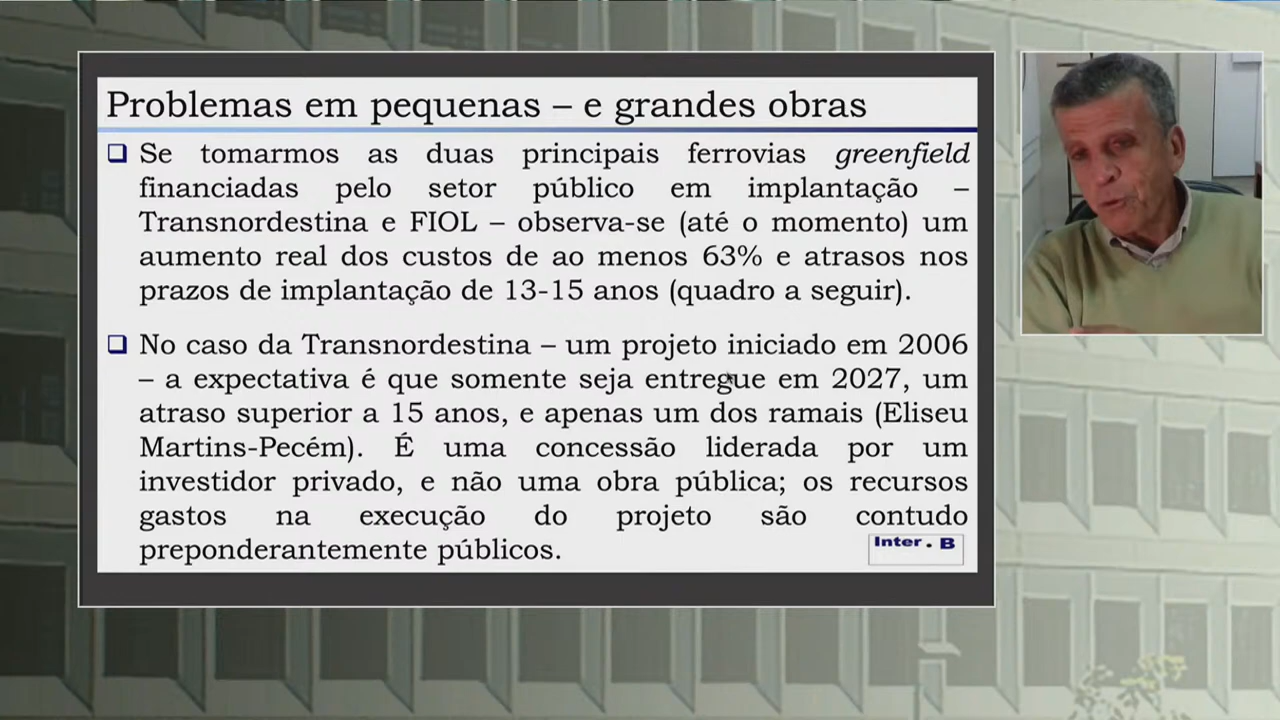 Problemas em pequenas – e grandes obras
Se tomarmos as duas principais ferrovias greenfield
financiadas pelo setor público em implantação –
Transnordestina e FIOL – observa-se (até o momento) um
aumento real dos custos de ao menos 63% e atrasos nos
prazos de implantação de 13-15 anos (quadro a seguir).
No caso da Transnordestina – um projeto iniciado em 2006
– a expectativa é que somente seja entregue em 2027, um
atraso superior a 15 anos, e apenas um dos ramais (Eliseu
Martins-Pecém). É uma concessão liderada por um
investidor privado, e não uma obra pública; os recursos
gastos na execução do projeto são contudo
preponderantemente públicos.
Inter . B